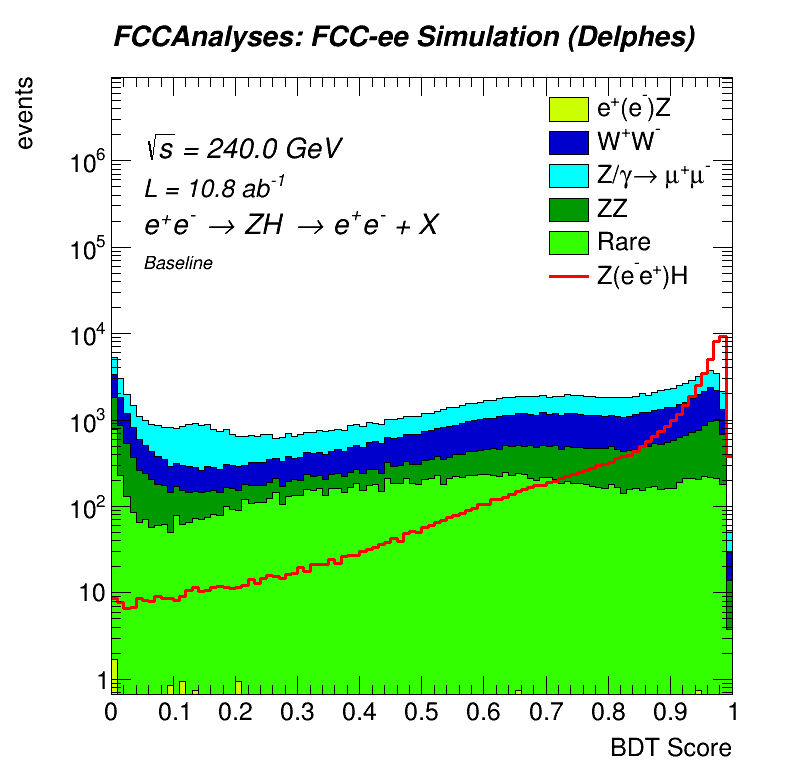 FCCAnalyses: FCC-ee Simulation (Delphes)
events
√s = 240.0 GeV
L = 10.8 ab⁻¹
e⁺e⁻ → ZH → e⁺e⁻ + X
Baseline
e⁺(e⁻)Z
W⁺W⁻
Z/γ→ μ⁺μ⁻
ZZ
Rare
Z(e⁻e⁺)H
10⁶
10⁵
10⁴
10³
10²
10
1
0 0.1 0.2 0.3 0.4 0.5 0.6 0.7 0.8 0.9 1
BDT Score